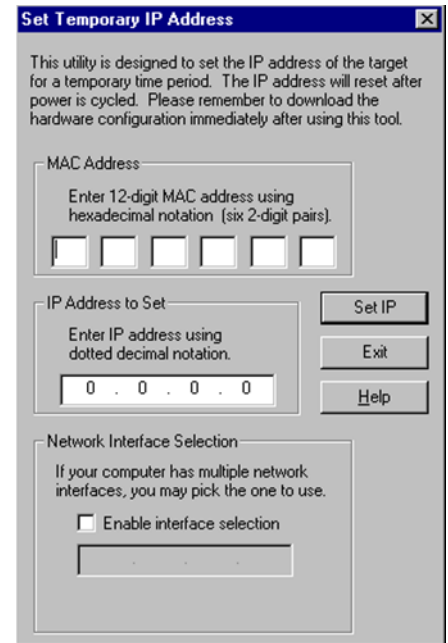 Set Temporary IP Address
This utility is designed to set the IP address of the target
for a temporary time period. The IP address will reset after
power is cycled. Please remember to download the
hardware configuration immediately after using this tool.
MAC Address
Enter 12-digit MAC address using
hexadecimal notation (six 2-digit pairs).
IP Address to Set
Enter IP address using
dotted decimal notation.
0 . 0 . 0 . 0
Set IP
Exit
Help
Network Interface Selection
If your computer has multiple network
interfaces, you may pick the one to use.
Enable interface selection
. . .